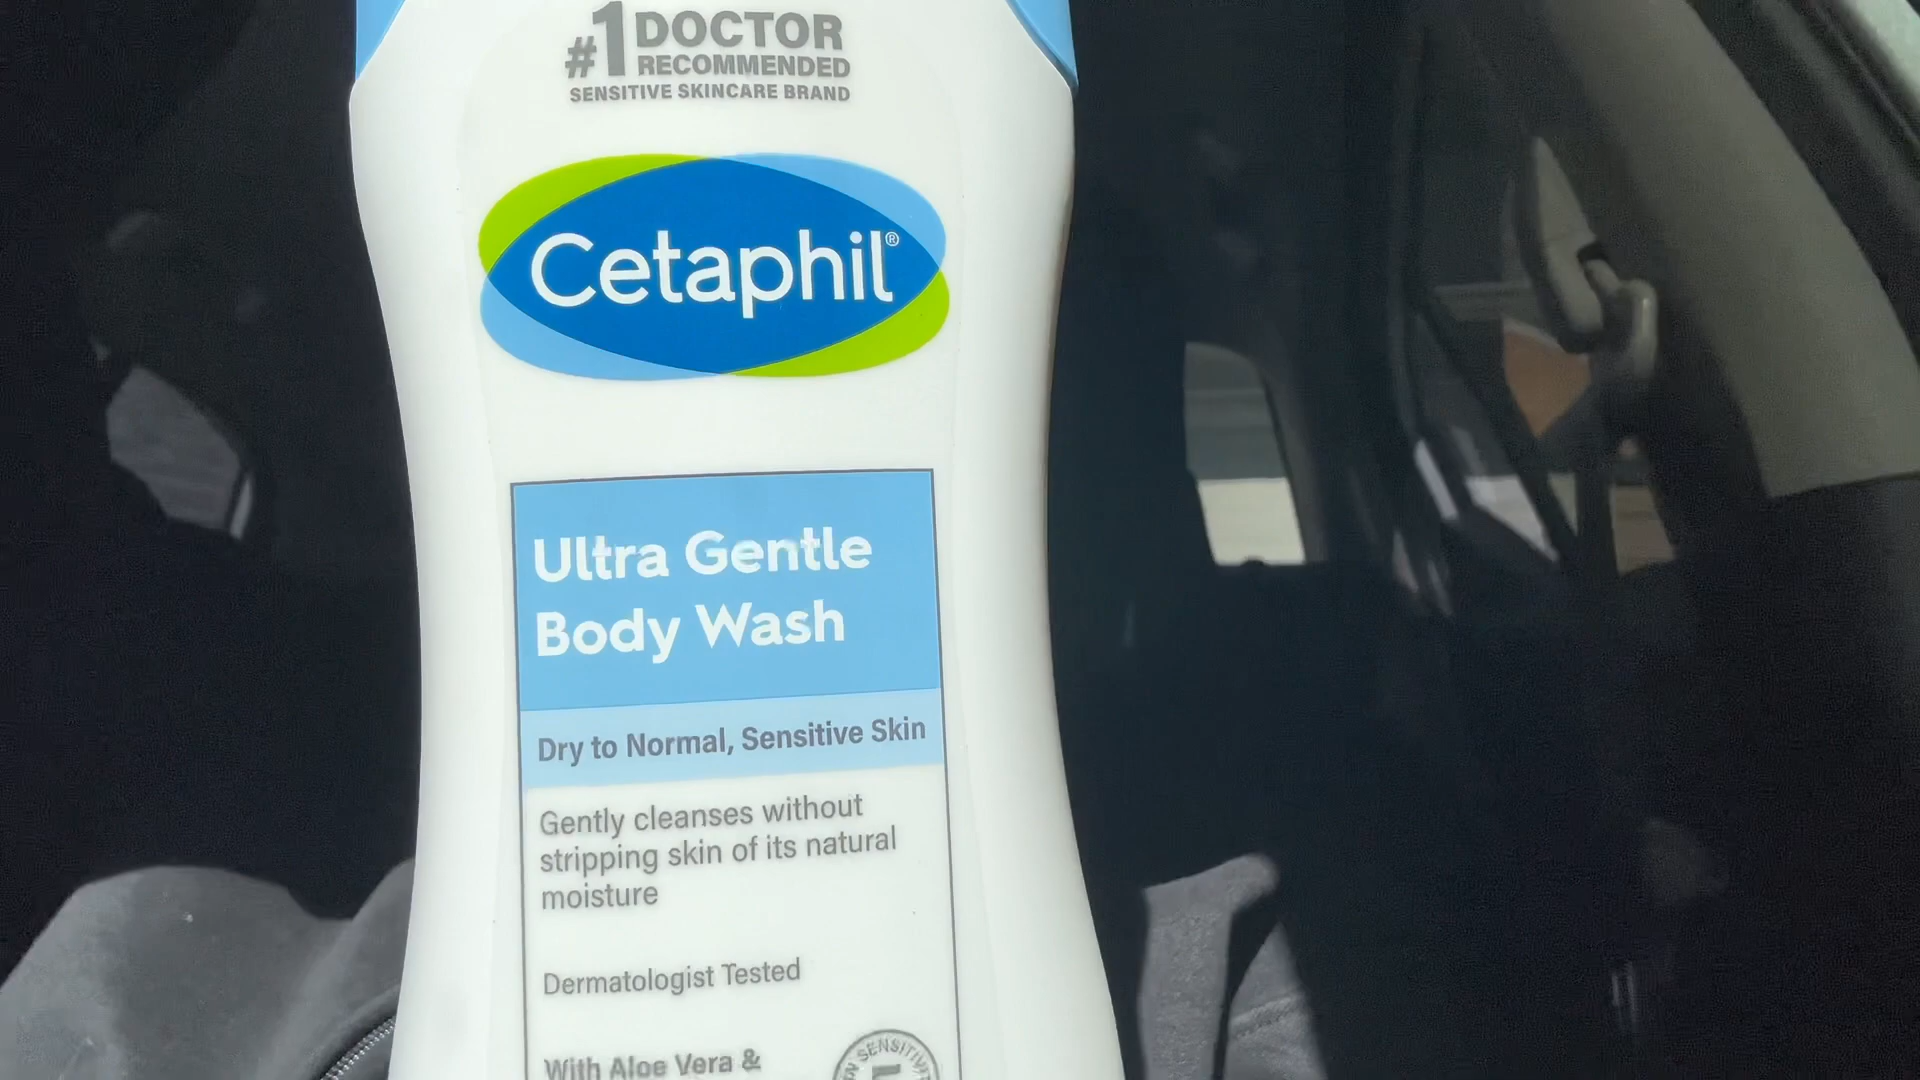 #1 DOCTOR
RECOMMENDED
SENSITIVE SKINCARE BRAND
Cetaphil®
Ultra Gentle
Body Wash
Dry to Normal, Sensitive Skin
Gently cleanses without
stripping skin of its natural
moisture
Dermatologist Tested
With Aloe Vera &